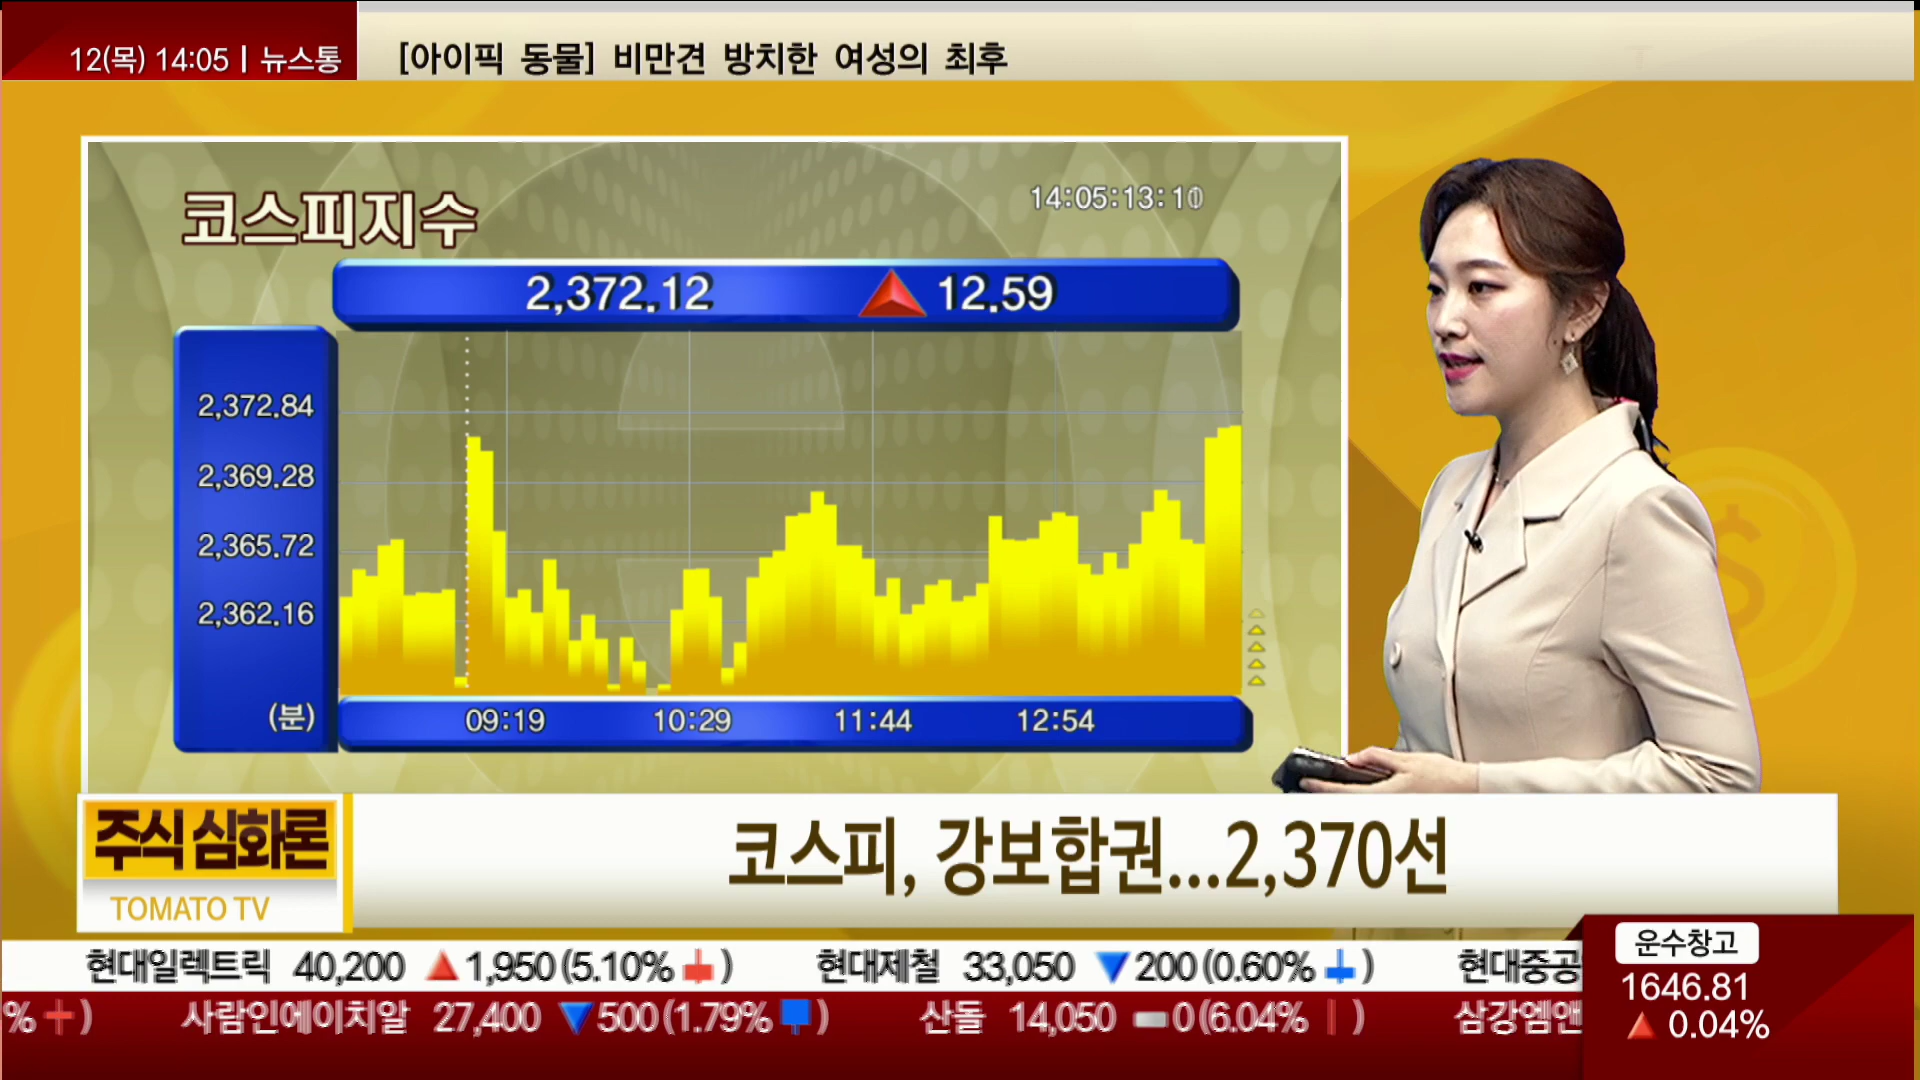 12(목) 14:05 | 뉴스통
[아이픽 동물] 비만견 방치한 여성의 최후
코스피지수
14:05:13:10
2,372.12 ▲ 12.59
2,372.84
2,369.28
2,365.72
2,362.16
(분)
09:19 10:29 11:44 12:54
주식 심화론
TOMATO TV
코스피, 강보합권...2,370선
현대일렉트릭 40,200 ▲1,950(5.10% ) 현대제철 33,050 ▼200(0.60% ) 현대중공
% ) 사람인에이치알 27,400 ▼500(1.79% ) 산돌 14,050 0(6.04% ) 삼강엠앤
운수창고
1646.81
▲ 0.04%